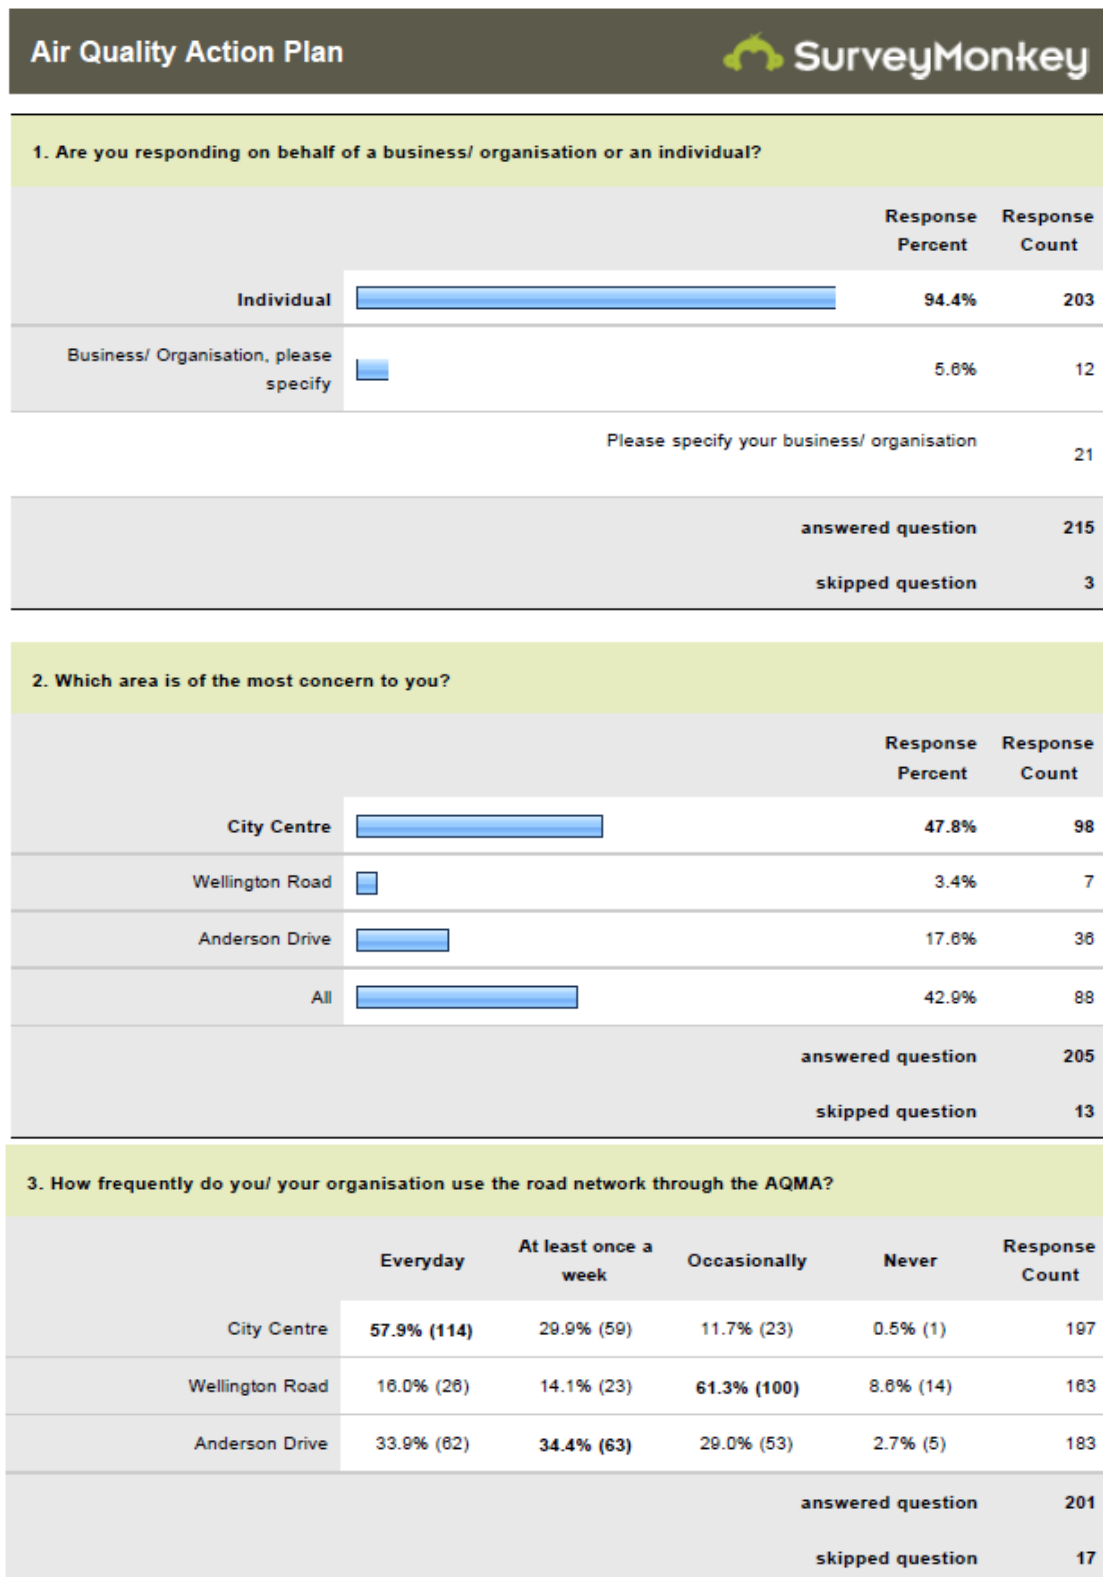 Air Quality Action Plan
SurveyMonkey
1. Are you responding on behalf of a business/ organisation or an individual?
Response Response
Percent Count
Individual 94.4% 203
Business/ Organisation, please
specify 5.6% 12
Please specify your business/ organisation
21
answered question 215
skipped question 3
2. Which area is of the most concern to you?
Response Response
Percent Count
City Centre 47.8% 98
Wellington Road 3.4% 7
Anderson Drive 17.6% 36
All 42.9% 88
answered question 205
skipped question 13
3. How frequently do you/ your organisation use the road network through the AQMA?
Everyday At least once a week Occasionally Never Response Count
City Centre 57.9% (114) 29.9% (59) 11.7% (23) 0.5% (1) 197
Wellington Road 16.0% (26) 14.1% (23) 61.3% (100) 8.6% (14) 163
Anderson Drive 33.9% (62) 34.4% (63) 29.0% (53) 2.7% (5) 183
answered question 201
skipped question 17